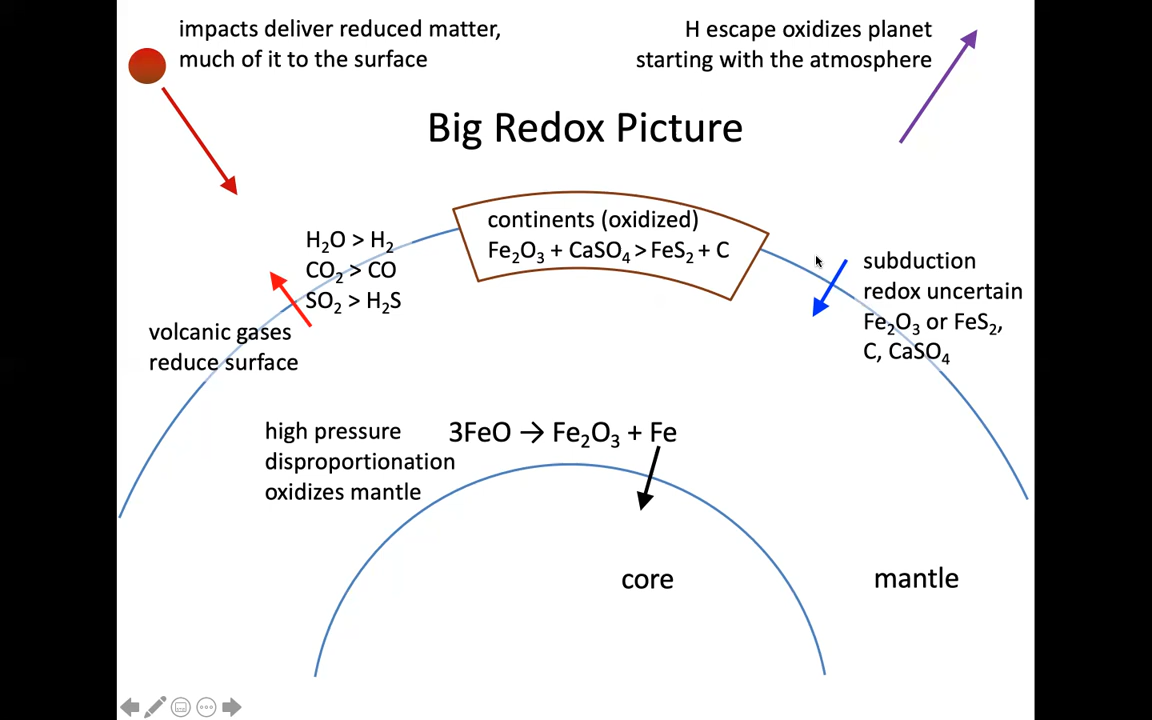 impacts deliver reduced matter,
much of it to the surface
H escape oxidizes planet
starting with the atmosphere
Big Redox Picture
continents (oxidized)
Fe₂O₃ + CaSO₄ > FeS₂ + C
H₂O > H₂
CO₂ > CO
SO₂ > H₂S
volcanic gases
reduce surface
subduction
redox uncertain
Fe₂O₃ or FeS₂,
C, CaSO₄
high pressure
disproportionation
oxidizes mantle
3FeO → Fe₂O₃ + Fe
core
mantle